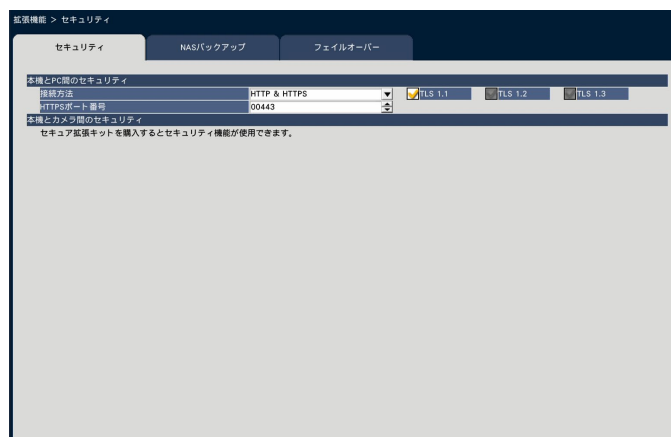 拡張機能 > セキュリティ
セキュリティ NASバックアップ フェイルオーバー
本機とPC間のセキュリティ
接続方法 HTTP & HTTPS TLS 1.1 TLS 1.2 TLS 1.3
HTTPSポート番号 00443
本機とカメラ間のセキュリティ
セキュア拡張キットを購入するとセキュリティ機能が使用できます。